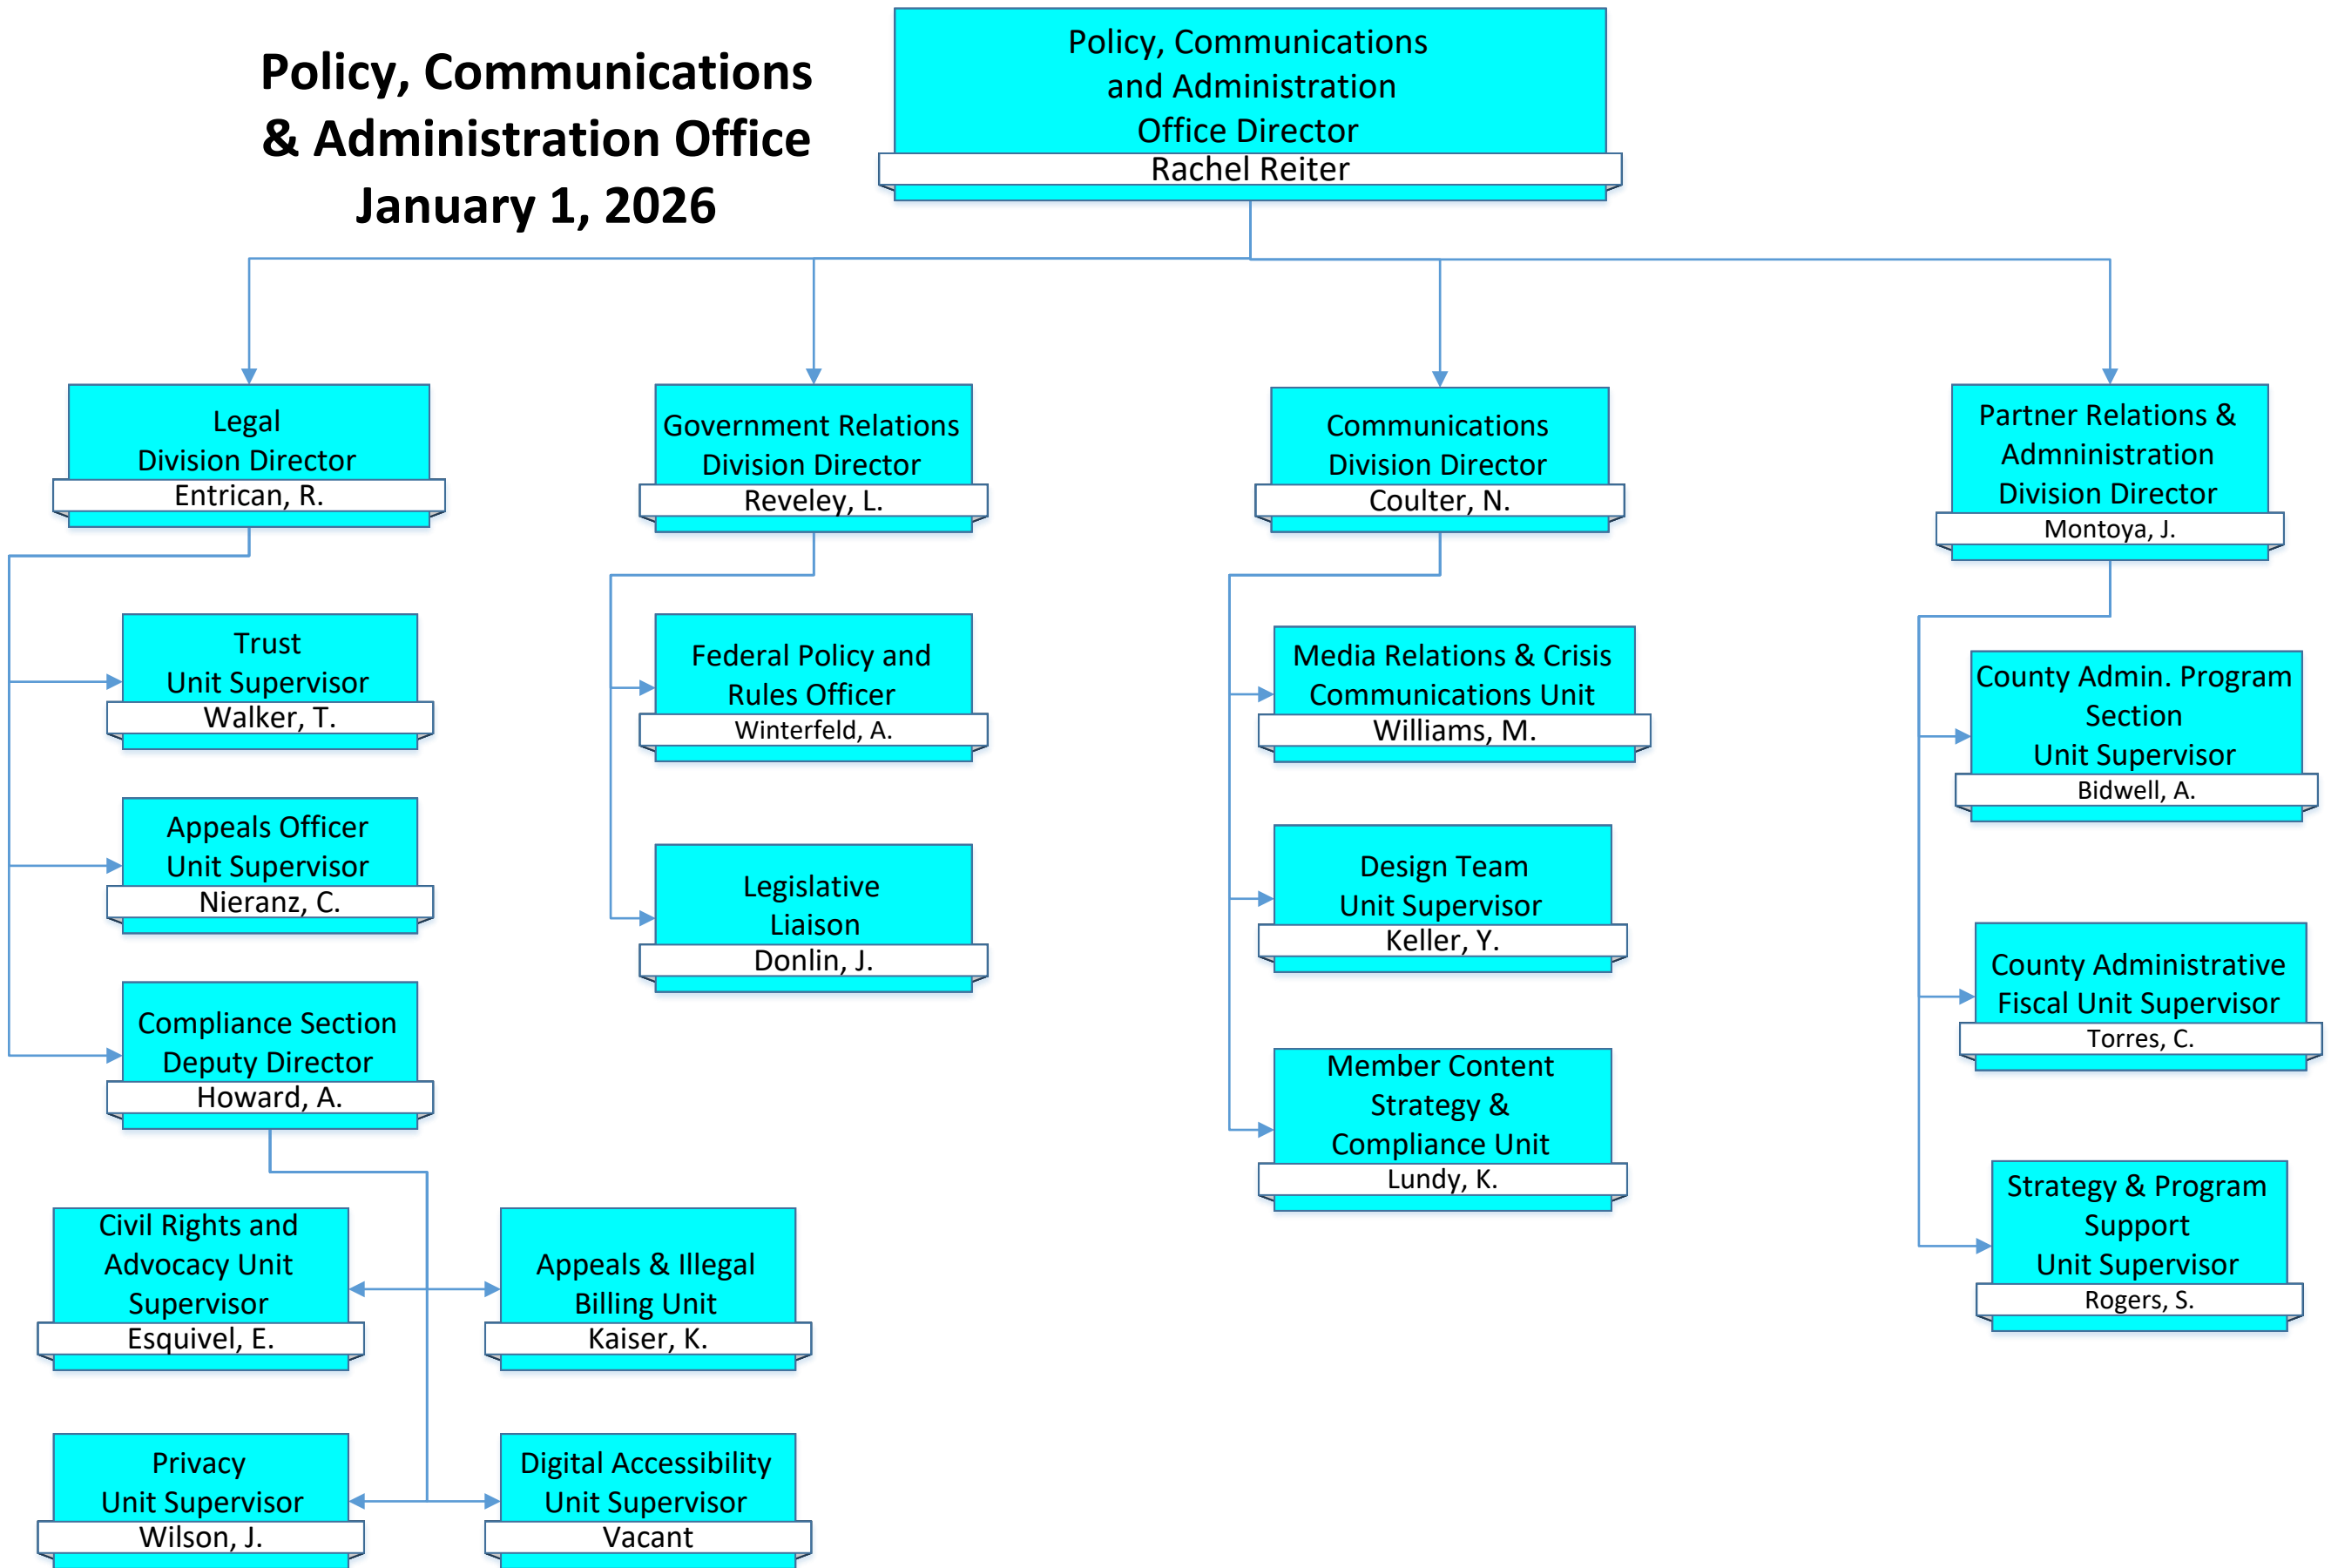 Policy, Communications
& Administration Office
January 1, 2026
Policy, Communications
and Administration
Office Director
Rachel Reiter
Legal
Division Director
Entrican, R.
Government Relations
Division Director
Reveley, L.
Communications
Division Director
Coulter, N.
Partner Relations &
Admninistration
Division Director
Montoya, J.
Trust
Unit Supervisor
Walker, T.
Appeals Officer
Unit Supervisor
Nieranz, C.
Compliance Section
Deputy Director
Howard, A.
Civil Rights and
Advocacy Unit
Supervisor
Esquivel, E.
Appeals & Illegal
Billing Unit
Kaiser, K.
Privacy
Unit Supervisor
Wilson, J.
Digital Accessibility
Unit Supervisor
Vacant
Federal Policy and
Rules Officer
Winterfeld, A.
Legislative
Liaison
Donlin, J.
Media Relations & Crisis
Communications Unit
Williams, M.
Design Team
Unit Supervisor
Keller, Y.
Member Content
Strategy &
Compliance Unit
Lundy, K.
County Admin. Program
Section
Unit Supervisor
Bidwell, A.
County Administrative
Fiscal Unit Supervisor
Torres, C.
Strategy & Program
Support
Unit Supervisor
Rogers, S.